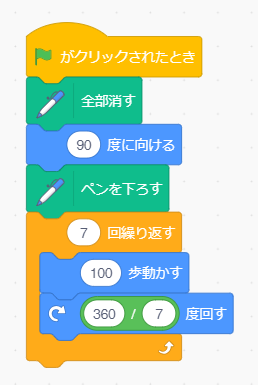 がクリックされたとき
全部消す
90 度に向ける
ペンを下ろす
7 回繰り返す
100 歩動かす
360 / 7 度回す